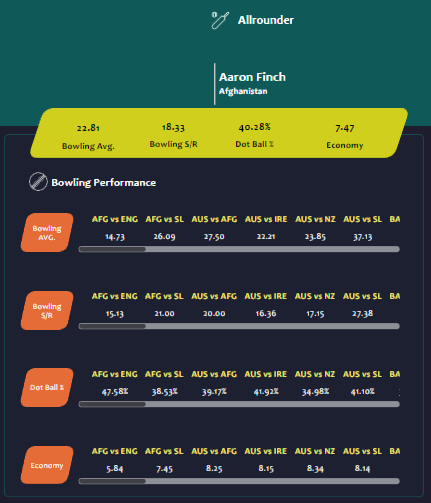 Allrounder
Aaron Finch
Afghanistan
22.81 18.33 40.28% 7.47
Bowling Avg. Bowling S/R Dot Ball % Economy
Bowling Performance
AFG vs ENG AFG vs SL AUS vs AFG AUS vs IRE AUS vs NZ AUS vs SL BA
Bowling
AVG.
14.73 26.09 27.50 22.21 23.85 37.13
AFG vs ENG AFG vs SL AUS vs AFG AUS vs IRE AUS vs NZ AUS vs SL BA
Bowling
S/R
15.13 21.00 20.00 16.36 17.15 27.38
AFG vs ENG AFG vs SL AUS vs AFG AUS vs IRE AUS vs NZ AUS vs SL BA
Dot Ball %
47.58% 38.53% 39.17% 41.92% 34.98% 41.10%
AFG vs ENG AFG vs SL AUS vs AFG AUS vs IRE AUS vs NZ AUS vs SL BA
Economy
5.84 7.45 8.25 8.15 8.34 8.14